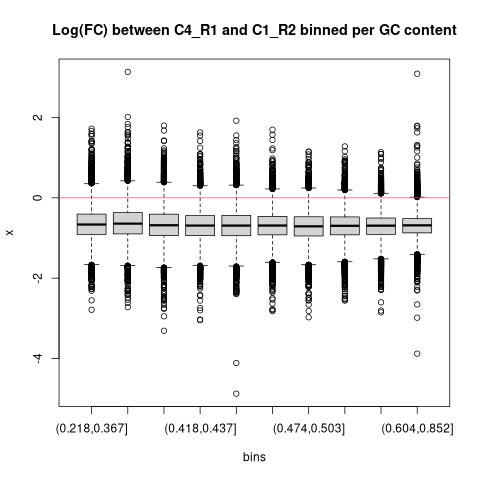 Log(FC) between C4_R1 and C1_R2 binned per GC content
x
2
0
-2
-4
(0.218,0.367] (0.418,0.437] (0.474,0.503] (0.604,0.852]
bins